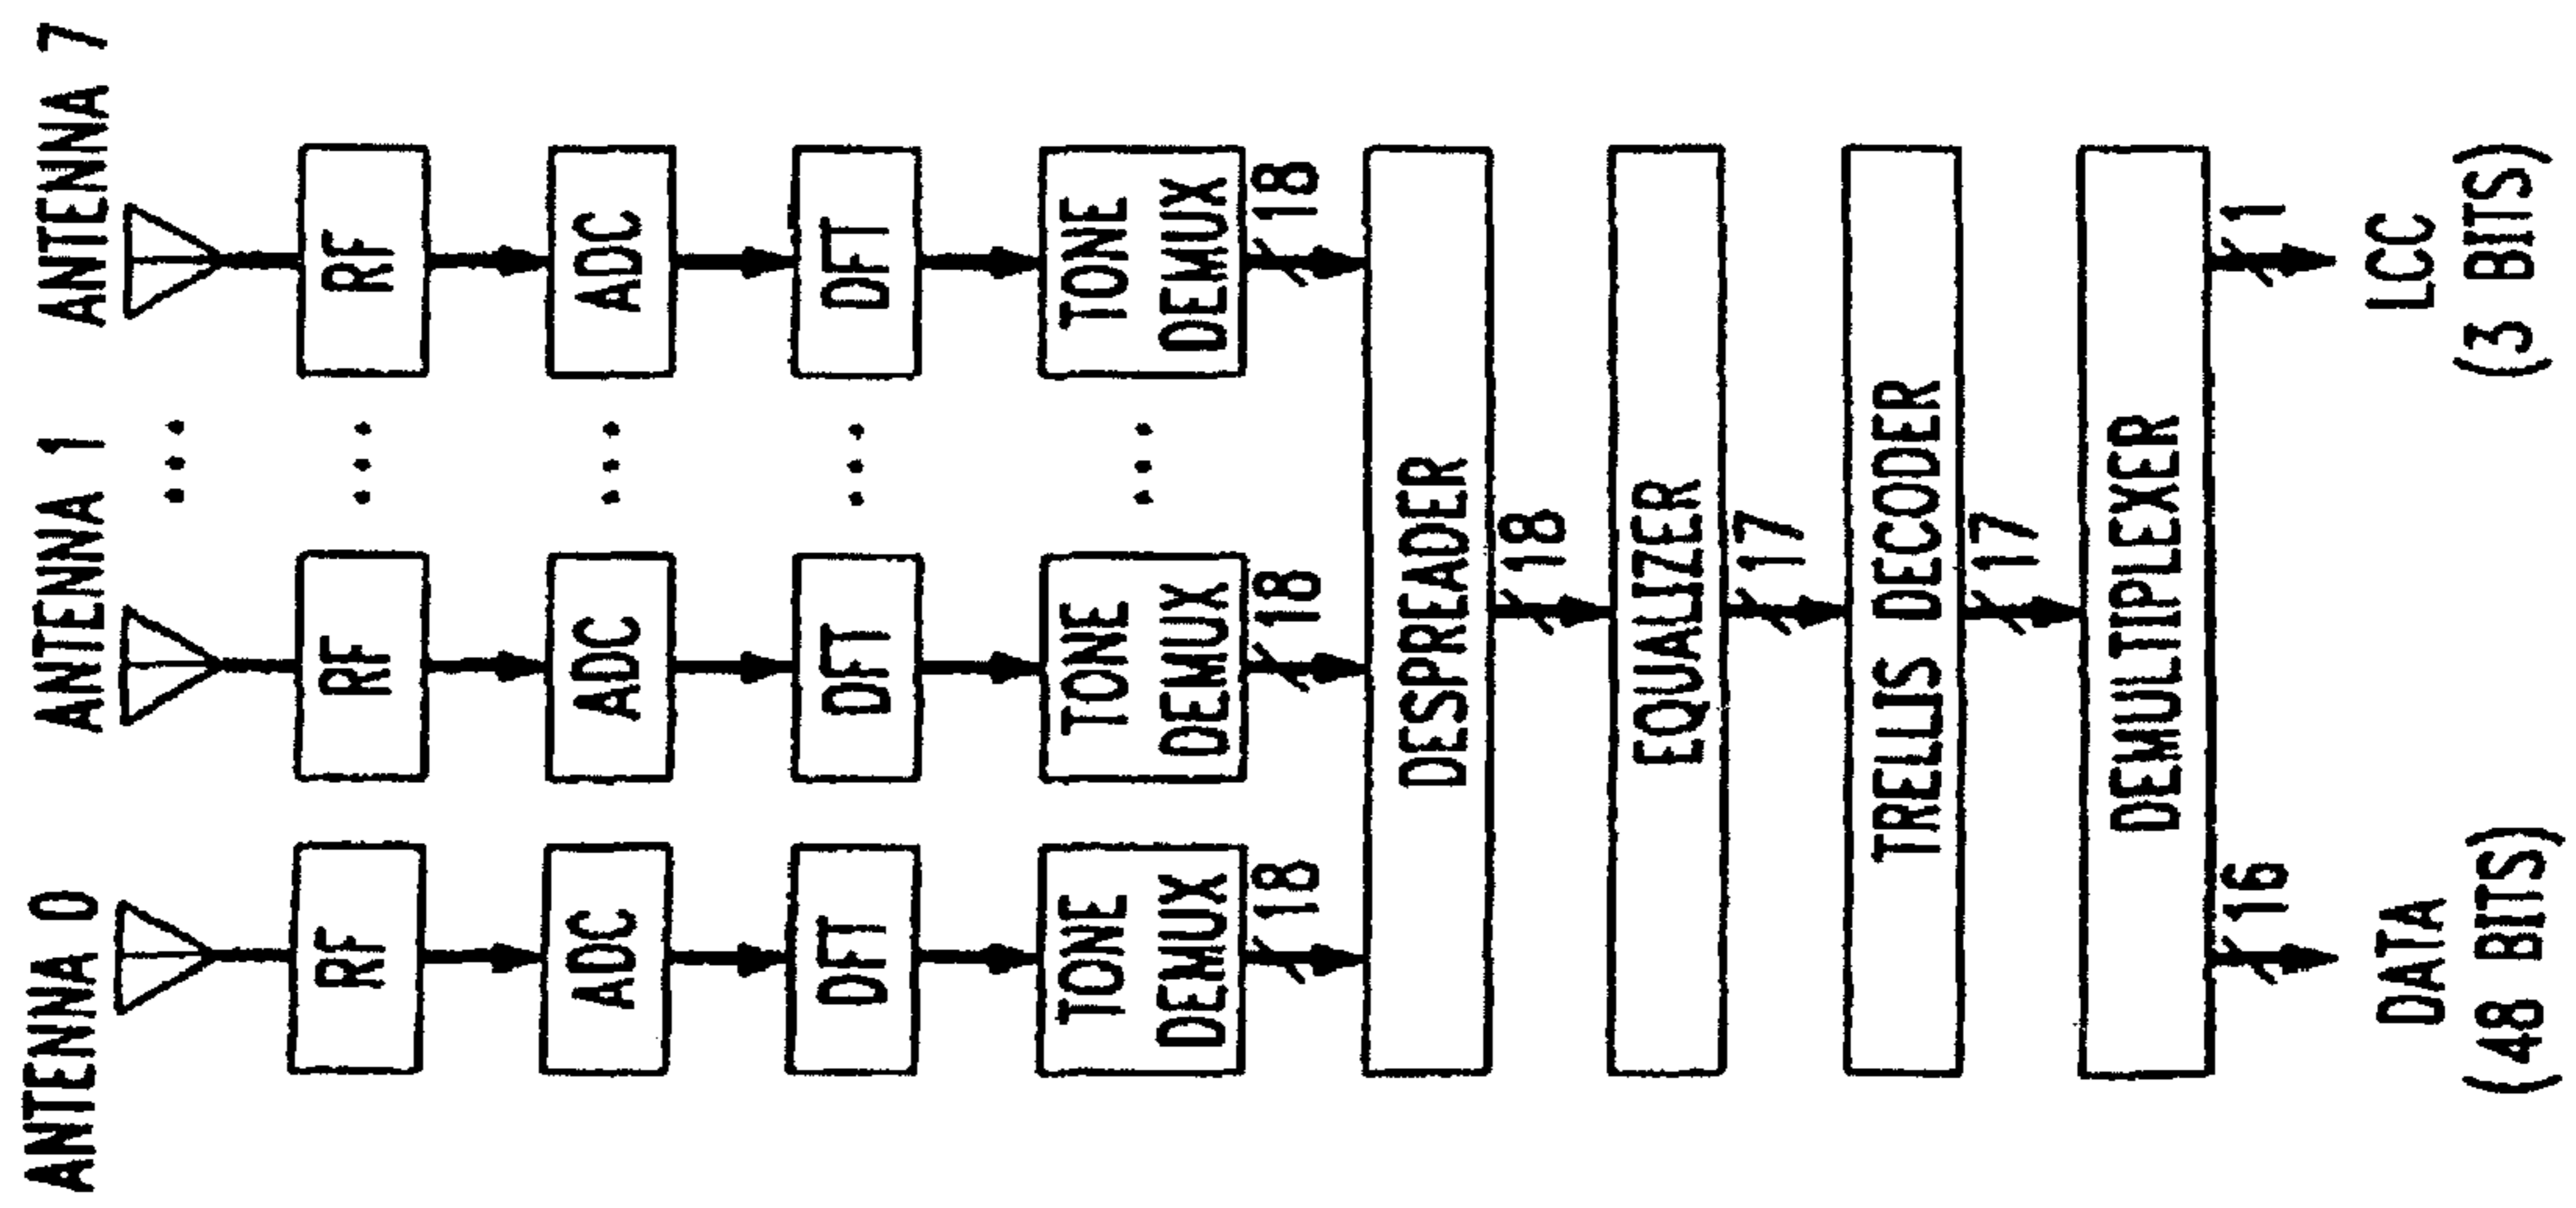 ANTENNA 0
ANTENNA 1
ANTENNA 7
...
RF
RF
...
RF
ADC
ADC
...
ADC
DFT
DFT
...
DFT
TONE
DEMUX
TONE
DEMUX
...
TONE
DEMUX
18
18
18
DESPREADER
18
EQUALIZER
17
TRELLIS DECODER
17
DEMULTIPLEXER
16
1
DATA
(48 BITS)
LCC
(3 BITS)